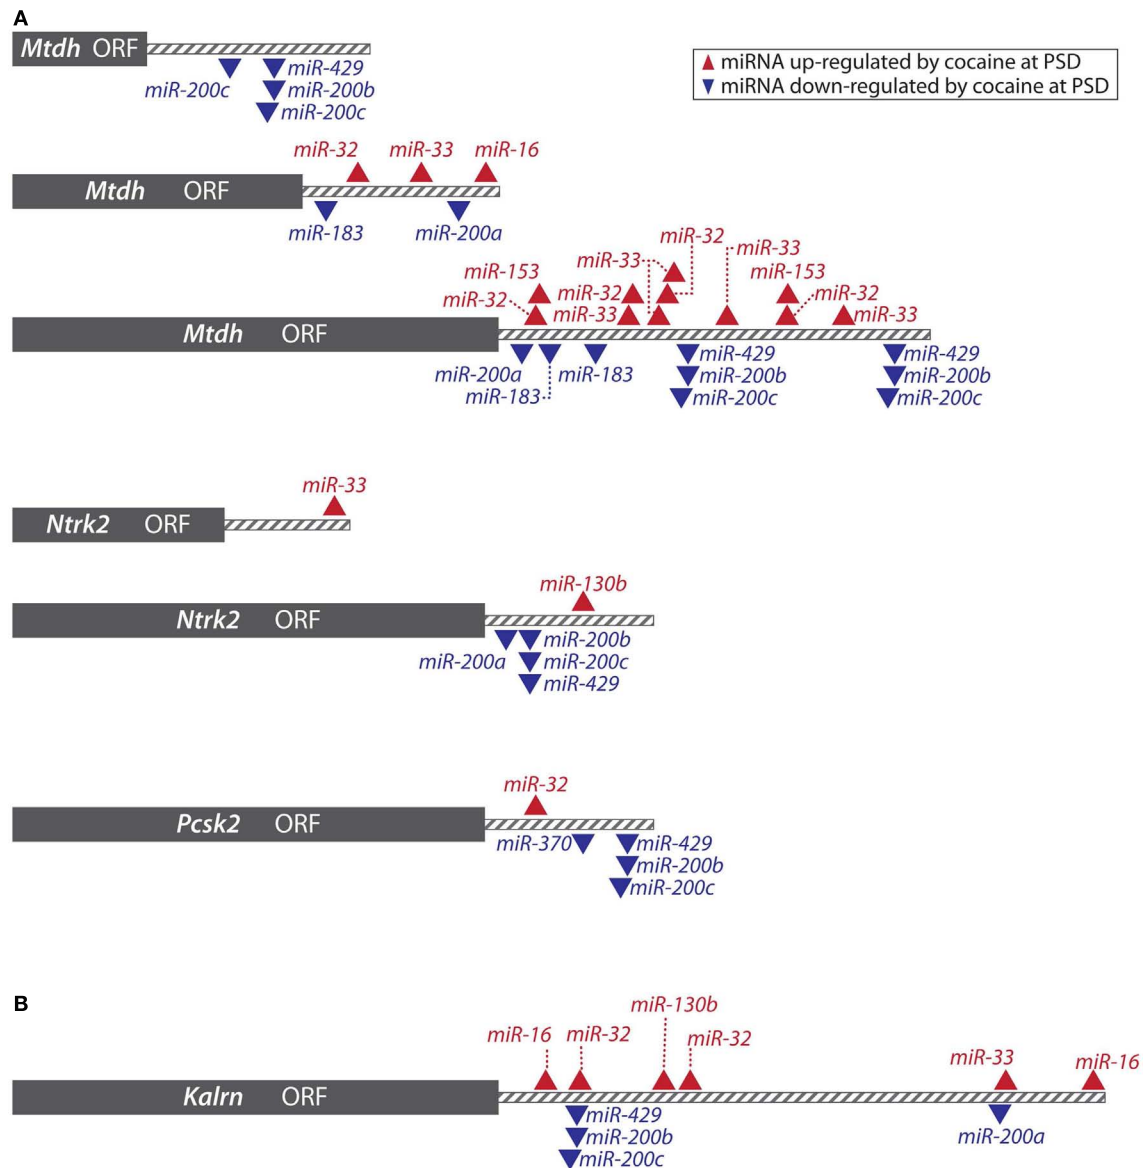 A
Mtdh ORF
miRNA up-regulated by cocaine at PSD
miRNA down-regulated by cocaine at PSD
miR-429
miR-200c
miR-200b
miR-200c
miR-32 miR-33 miR-16
Mtdh ORF
miR-183 miR-200a
miR-32
miR-33
miR-33
miR-153
miR-153
miR-32
miR-32
miR-32
miR-33
miR-33
Mtdh ORF
miR-429
miR-429
miR-200a
miR-183
miR-200b
miR-200b
miR-183
miR-200c
miR-200c
miR-33
Ntrk2 ORF
miR-130b
Ntrk2 ORF
miR-200b
miR-200a
miR-200c
miR-429
miR-32
Pcsk2 ORF
miR-370
miR-429
miR-200b
miR-200c
B
miR-130b
miR-16
miR-32
miR-32
miR-33
miR-16
Kalrn ORF
miR-429
miR-200b
miR-200a
miR-200c